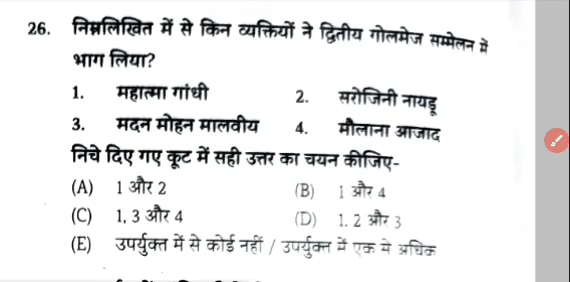 26. निम्नलिखित में से किन व्यक्तियों ने द्वितीय गोलमेज सम्मेलन में
भाग लिया?
1. महात्मा गांधी 2. सरोजिनी नायडू
3. मदन मोहन मालवीय 4. मौलाना आजाद
निचे दिए गए कूट में सही उत्तर का चयन कीजिए-
(A) 1 और 2 (B) 1 और 4
(C) 1, 3 और 4 (D) 1. 2 और 3
(E) उपर्युक्त में से कोई नहीं / उपर्युक्त में एक से अधिक